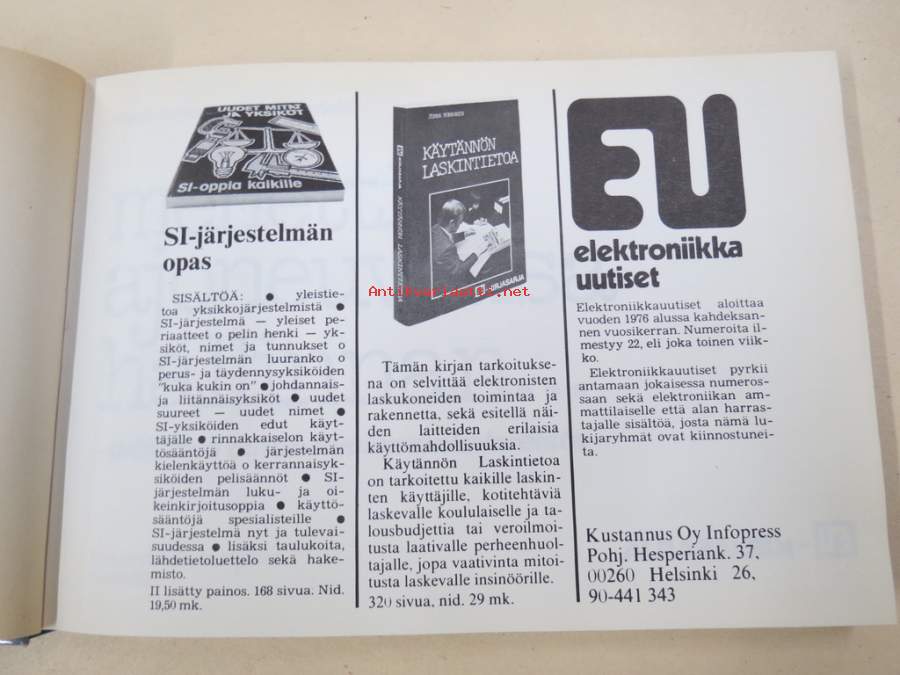 UUDET MITAT
JA YKSIKÖT
SI-oppia kaikille
SI-järjestelmän
opas
SISÄLTÖÄ: ● yleistie-
toa yksikköjärjestelmistä ●
SI-järjestelmä — yleiset pe-
riaatteet o pelin henki — yk-
siköt, nimet ja tunnukset o
SI-järjestelmän luuranko o
perus- ja täydennysyksiköiden
"kuka kukin on" ● johdannais-
ja liitännäisyksiköt ● uudet
suureet — uudet nimet ●
SI-yksiköiden edut käyt-
täjälle ● rinnakkaiselon käyt-
tösääntöjä ● järjestelmän
kielenkäyttöä o kerrannaisyk-
siköiden pelisäännöt ● SI-
järjestelmän luku- ja oi-
keinkirjoitusoppia ● käyttö-
sääntöjä spesialisteille ●
SI-järjestelmä nyt ja tulevai-
suudessa ● lisäksi taulukoita,
lähdetietoluettelo sekä hake-
misto.
II lisätty painos. 168 sivua. Nid.
19,50 mk.
KÄYTÄNNÖN
LASKINTIETOA
KÄYTÄNNÖN LASKINTIETOA
KIRJASARJA
Antikvariaatti.net
Tämän kirjan tarkoitukse-
na on selvittää elektronisten
laskukoneiden toimintaa ja
rakennetta, sekä esitellä näi-
den laitteiden erilaisia
käyttömahdollisuuksia.
Käytännön Laskintietoa
on tarkoitettu kaikille laskin-
ten käyttäjille, kotitehtäviä
laskevalle koululaiselle ja ta-
lousbudjettia tai veroilmoi-
tusta laativalle perheenhuol-
tajalle, jopa vaativinta mitoi-
tusta laskevalle insinöörille.
320 sivua, nid. 29 mk.
EU
elektroniikka
uutiset
Elektroniikkauutiset aloittaa
vuoden 1976 alussa kahdeksan-
nen vuosikerran. Numeroita il-
mestyy 22, eli joka toinen viik-
ko.
Elektroniikkauutiset pyrkii
antamaan jokaisessa numeros-
saan sekä elektroniikan am-
mattilaiselle että alan harras-
tajalle sisältöä, josta nämä lu-
kijaryhmät ovat kiinnostunei-
ta.
Kustannus Oy Infopress
Pohj. Hesperiank. 37,
00260 Helsinki 26,
90-441 343